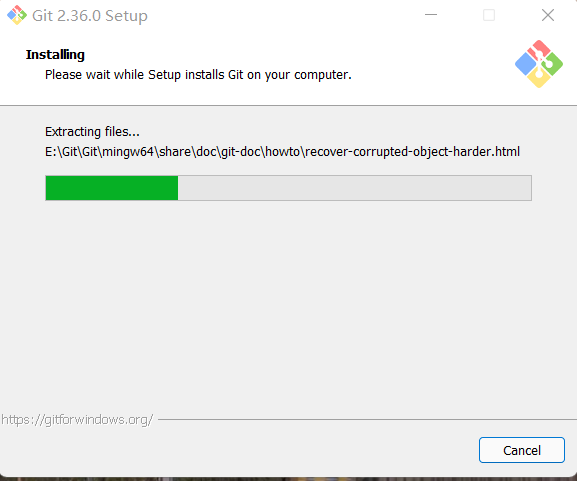 Git 2.36.0 Setup
Installing
Please wait while Setup installs Git on your computer.
Extracting files...
E:\Git\Git\mingw64\share\doc\git-doc\howto\recover-corrupted-object-harder.html
https://gitforwindows.org/
Cancel